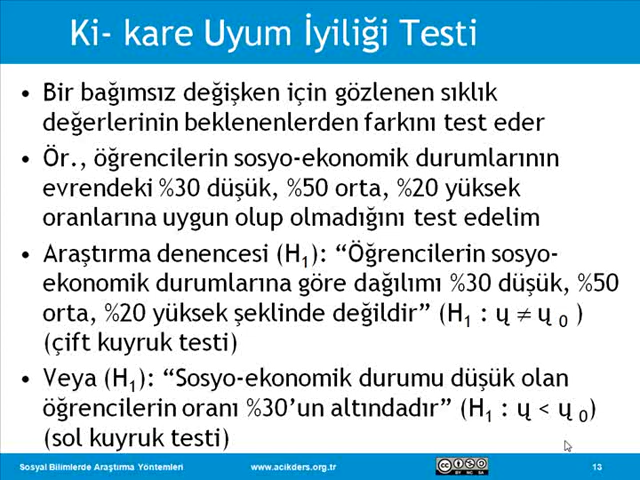 Ki- kare Uyum İyiliği Testi
• Bir bağımsız değişken için gözlenen sıklık
değerlerinin beklenenlerden farkını test eder
• Ör., öğrencilerin sosyo-ekonomik durumlarının
evrendeki %30 düşük, %50 orta, %20 yüksek
oranlarına uygun olup olmadığını test edelim
• Araştırma denencesi (H₁): “Öğrencilerin sosyo-
ekonomik durumlarına göre dağılımı %30 düşük, %50
orta, %20 yüksek şeklinde değildir” (H₁ : ų ≠ ų ₀ )
(çift kuyruk testi)
• Veya (H₁): “Sosyo-ekonomik durumu düşük olan
öğrencilerin oranı %30’un altındadır” (H₁ : ų < ų ₀)
(sol kuyruk testi)
Sosyal Bilimlerde Araştırma Yöntemleri www.acikders.org.tr cc BY NC SA 13